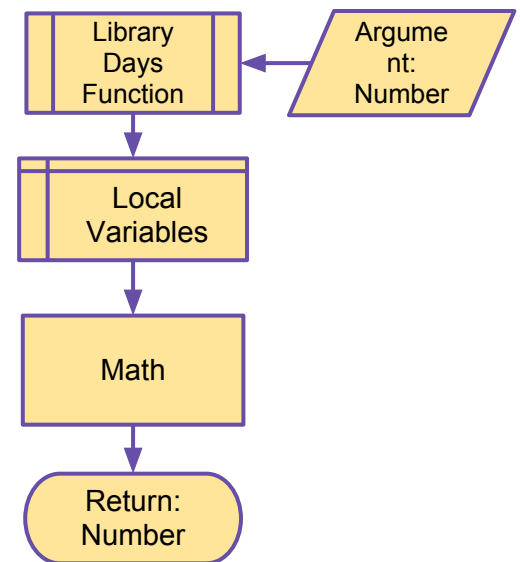 Library
Days
Function
Argume
nt:
Number
Local
Variables
Math
Return:
Number